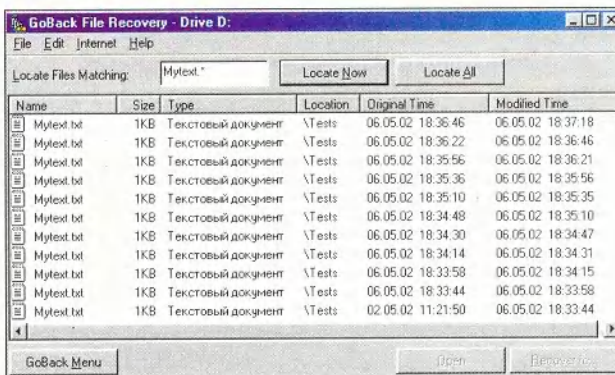 GoBack File Recovery - Drive D:
File Edit Internet Help
Locate Files Matching: Mytext.* Locate Now Locate All
Name Size Type Location Original Time Modified Time
Mytext.txt 1KB Текстовый документ \Tests 06.05.02 18:36:46 06.05.02 18:37:18
Mytext.txt 1KB Текстовый документ \Tests 06.05.02 18:36:22 06.05.02 18:36:46
Mytext.txt 1KB Текстовый документ \Tests 06.05.02 18:35:56 06.05.02 18:36:21
Mytext.txt 1KB Текстовый документ \Tests 06.05.02 18:35:36 06.05.02 18:35:56
Mytext.txt 1KB Текстовый документ \Tests 06.05.02 18:35:10 06.05.02 18:35:35
Mytext.txt 1KB Текстовый документ \Tests 06.05.02 18:34:48 06.05.02 18:35:10
Mytext.txt 1KB Текстовый документ \Tests 06.05.02 18:34:30 06.05.02 18:34:47
Mytext.txt 1KB Текстовый документ \Tests 06.05.02 18:34:14 06.05.02 18:34:31
Mytext.txt 1KB Текстовый документ \Tests 06.05.02 18:33:58 06.05.02 18:34:15
Mytext.txt 1KB Текстовый документ \Tests 06.05.02 18:33:44 06.05.02 18:33:58
Mytext.txt 1KB Текстовый документ \Tests 02.05.02 11:21:50 06.05.02 18:33:44
GoBack Menu Open